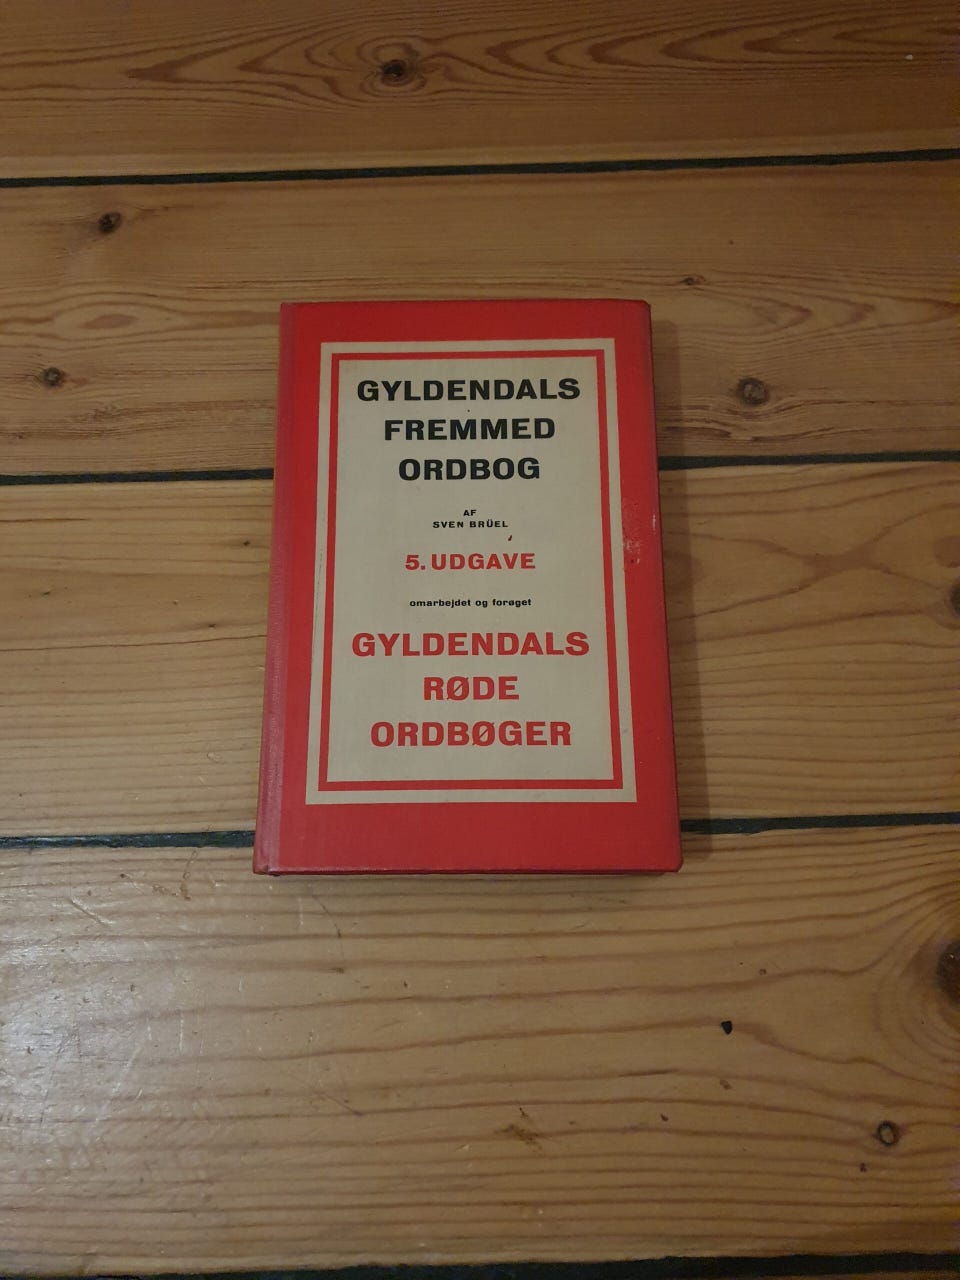 GYLDENDALS
FREMMED
ORDBOG
AF
SVEN BRÜEL
5. UDGAVE
omarbejdet og forøget
GYLDENDALS
RØDE
ORDBØGER